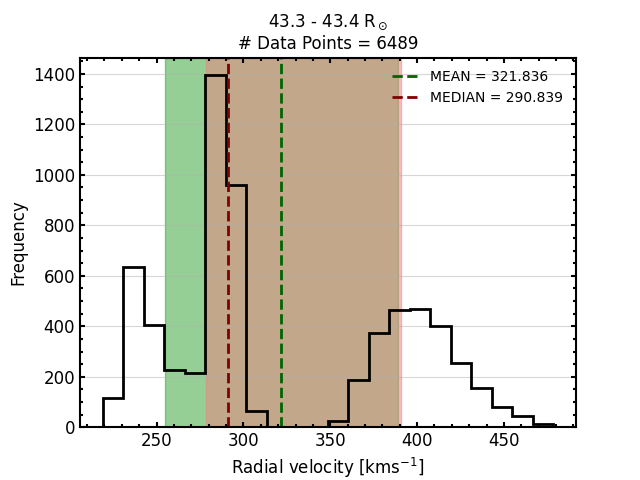 43.3 - 43.4 R⊙
# Data Points = 6489
MEAN = 321.836
MEDIAN = 290.839
Frequency
1400
1200
1000
800
600
400
200
0
250 300 350 400 450
Radial velocity [kms⁻¹]